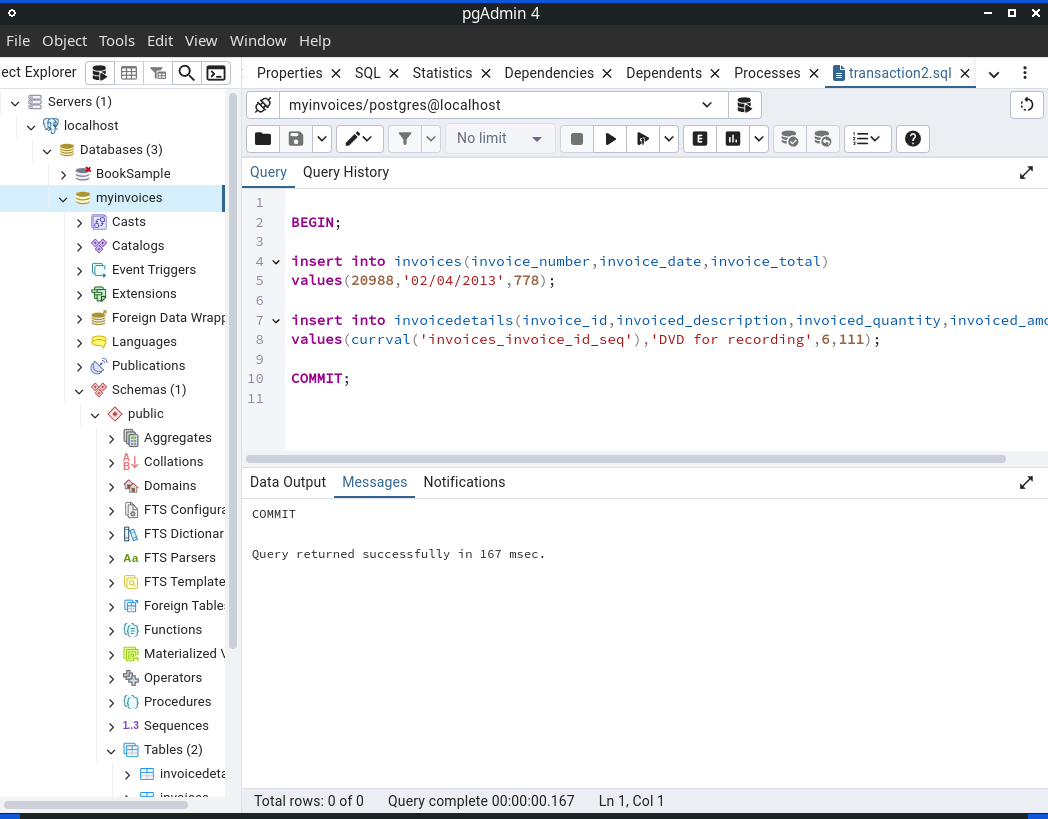 pgAdmin 4
File Object Tools Edit View Window Help
ect Explorer
Properties SQL Statistics Dependencies Dependents Processes transaction2.sql
Servers (1)
localhost
Databases (3)
BookSample
myinvoices
Casts
Catalogs
Event Triggers
Extensions
Foreign Data Wrapp
Languages
Publications
Schemas (1)
public
Aggregates
Collations
Domains
FTS Configura
FTS Dictionar
Aa FTS Parsers
FTS Template
Foreign Table
Functions
Materialized V
Operators
Procedures
1..3 Sequences
Tables (2)
invoicedeta
invoices
myinvoices/postgres@localhost
No limit
E
Query Query History
1
2 BEGIN;
3
4 insert into invoices(invoice_number,invoice_date,invoice_total)
5 values(20988,'02/04/2013',778);
6
7 insert into invoicedetails(invoice_id,invoiced_description,invoiced_quantity,invoiced_amo
8 values(currval('invoices_invoice_id_seq'),'DVD for recording',6,111);
9
10 COMMIT;
11
Data Output Messages Notifications
COMMIT
Query returned successfully in 167 msec.
Total rows: 0 of 0 Query complete 00:00:00.167 Ln 1, Col 1